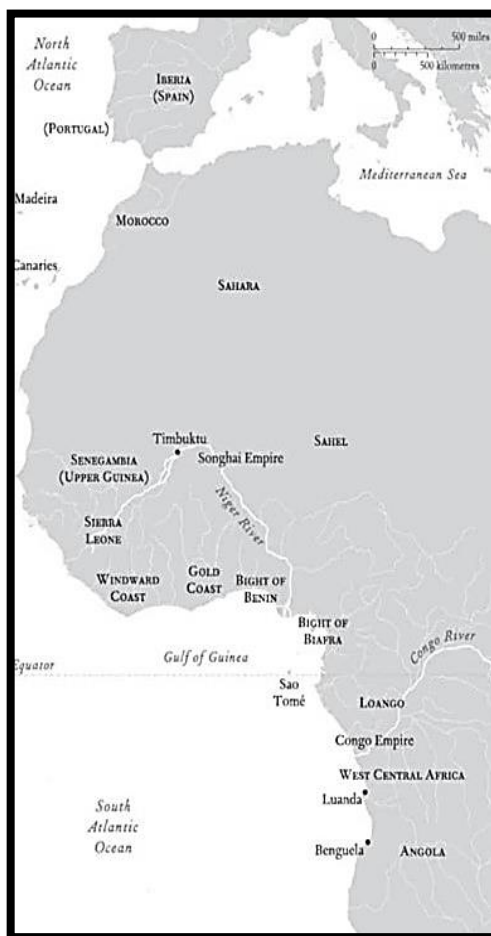 North
Atlantic
Ocean
0 500 miles
0 500 kilometres
IBERIA
(SPAIN)
(PORTUGAL)
Mediterranean Sea
Madeira
MOROCCO
Canaries
SAHARA
Timbuktu
SAHEL
SENEGAMBIA
(UPPER GUINEA)
Songhai Empire
Niger River
SIERRA
LEONE
WINDWARD
COAST
GOLD
COAST
BIGHT OF
BENIN
BIGHT OF
BIAFRA
Congo River
Equator
Gulf of Guinea
Sao
Tomé
LOANGO
Congo Empire
WEST CENTRAL AFRICA
Luanda
South
Atlantic
Ocean
Benguela
ANGOLA